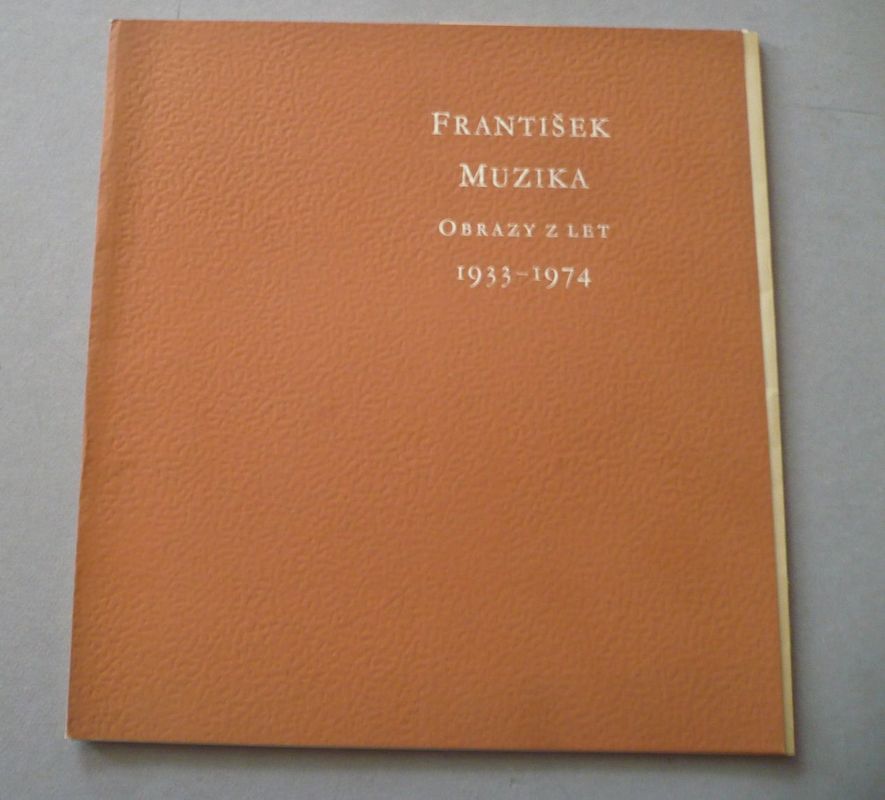 František
Muzika
Obrazy z let
1933–1974